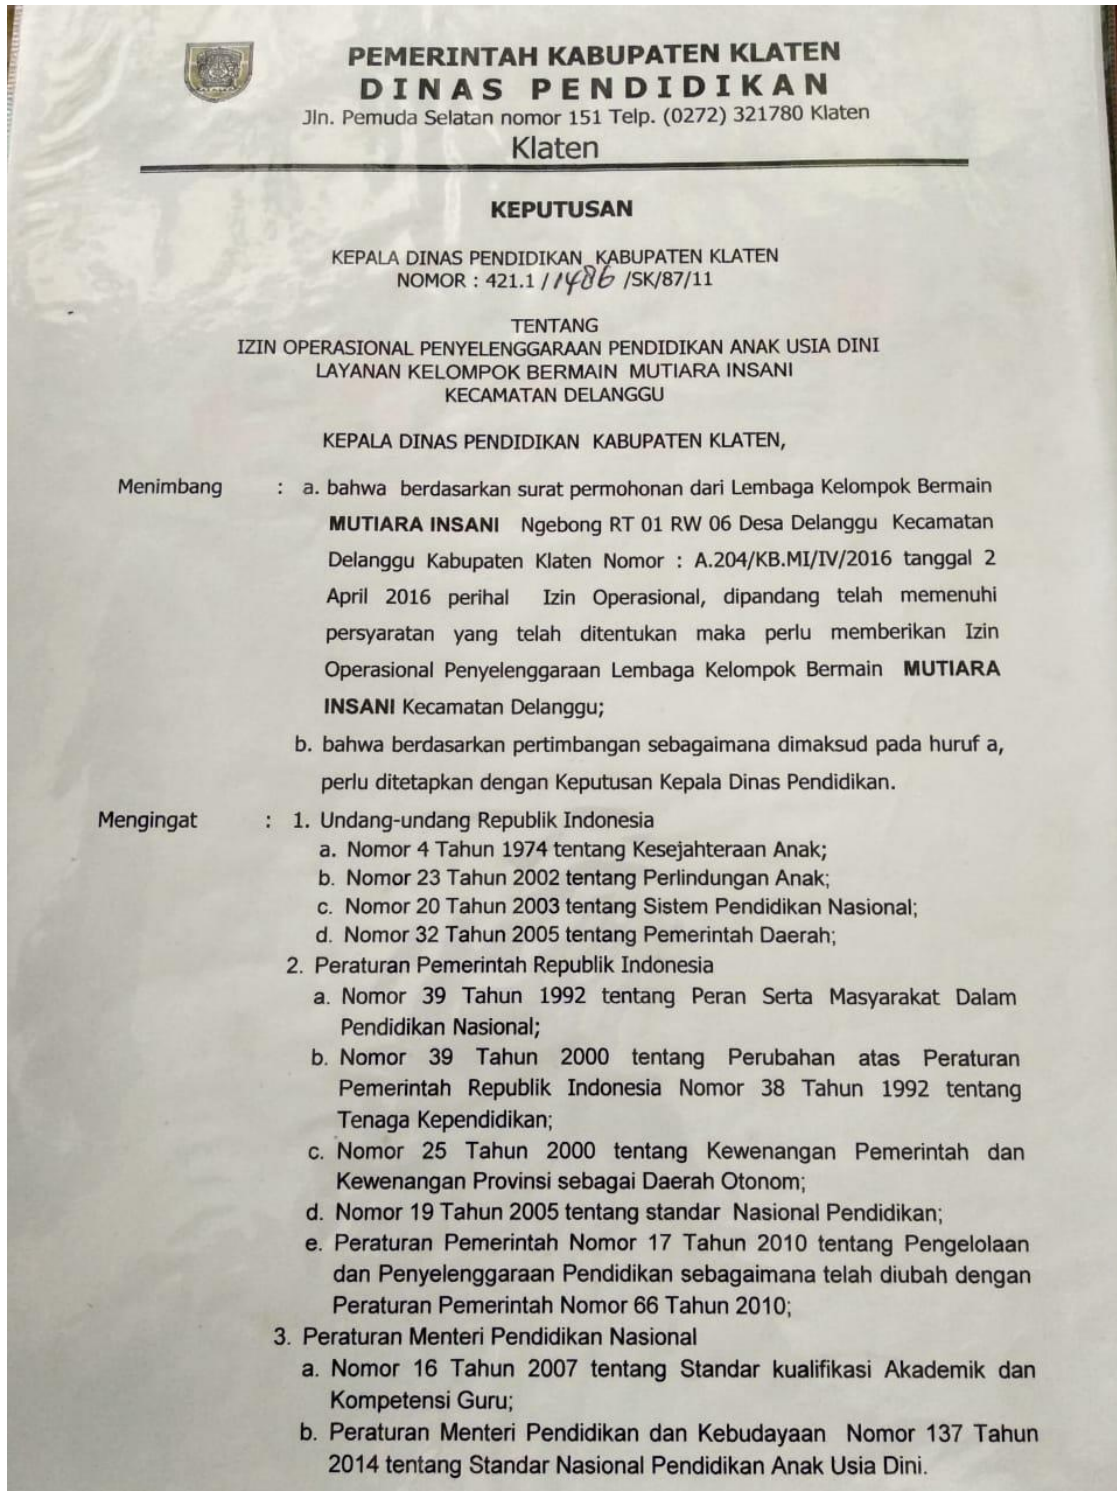 PEMERINTAH KABUPATEN KLATEN
DINAS PENDIDIKAN
Jln. Pemuda Selatan nomor 151 Telp. (0272) 321780 Klaten
Klaten
KEPUTUSAN
KEPALA DINAS PENDIDIKAN KABUPATEN KLATEN
NOMOR : 421.1 / 1486 /SK/87/11
TENTANG
IZIN OPERASIONAL PENYELENGGARAAN PENDIDIKAN ANAK USIA DINI
LAYANAN KELOMPOK BERMAIN MUTIARA INSANI
KECAMATAN DELANGGU
KEPALA DINAS PENDIDIKAN KABUPATEN KLATEN,
Menimbang : a. bahwa berdasarkan surat permohonan dari Lembaga Kelompok Bermain
MUTIARA INSANI Ngebong RT 01 RW 06 Desa Delanggu Kecamatan
Delanggu Kabupaten Klaten Nomor : A.204/KB.MI/IV/2016 tanggal 2
April 2016 perihal Izin Operasional, dipandang telah memenuhi
persyaratan yang telah ditentukan maka perlu memberikan Izin
Operasional Penyelenggaraan Lembaga Kelompok Bermain MUTIARA
INSANI Kecamatan Delanggu;
b. bahwa berdasarkan pertimbangan sebagaimana dimaksud pada huruf a,
perlu ditetapkan dengan Keputusan Kepala Dinas Pendidikan.
Mengingat : 1. Undang-undang Republik Indonesia
a. Nomor 4 Tahun 1974 tentang Kesejahteraan Anak;
b. Nomor 23 Tahun 2002 tentang Perlindungan Anak;
c. Nomor 20 Tahun 2003 tentang Sistem Pendidikan Nasional;
d. Nomor 32 Tahun 2005 tentang Pemerintah Daerah;
2. Peraturan Pemerintah Republik Indonesia
a. Nomor 39 Tahun 1992 tentang Peran Serta Masyarakat Dalam
Pendidikan Nasional;
b. Nomor 39 Tahun 2000 tentang Perubahan atas Peraturan
Pemerintah Republik Indonesia Nomor 38 Tahun 1992 tentang
Tenaga Kependidikan;
c. Nomor 25 Tahun 2000 tentang Kewenangan Pemerintah dan
Kewenangan Provinsi sebagai Daerah Otonom;
d. Nomor 19 Tahun 2005 tentang standar Nasional Pendidikan;
e. Peraturan Pemerintah Nomor 17 Tahun 2010 tentang Pengelolaan
dan Penyelenggaraan Pendidikan sebagaimana telah diubah dengan
Peraturan Pemerintah Nomor 66 Tahun 2010;
3. Peraturan Menteri Pendidikan Nasional
a. Nomor 16 Tahun 2007 tentang Standar kualifikasi Akademik dan
Kompetensi Guru;
b. Peraturan Menteri Pendidikan dan Kebudayaan Nomor 137 Tahun
2014 tentang Standar Nasional Pendidikan Anak Usia Dini.